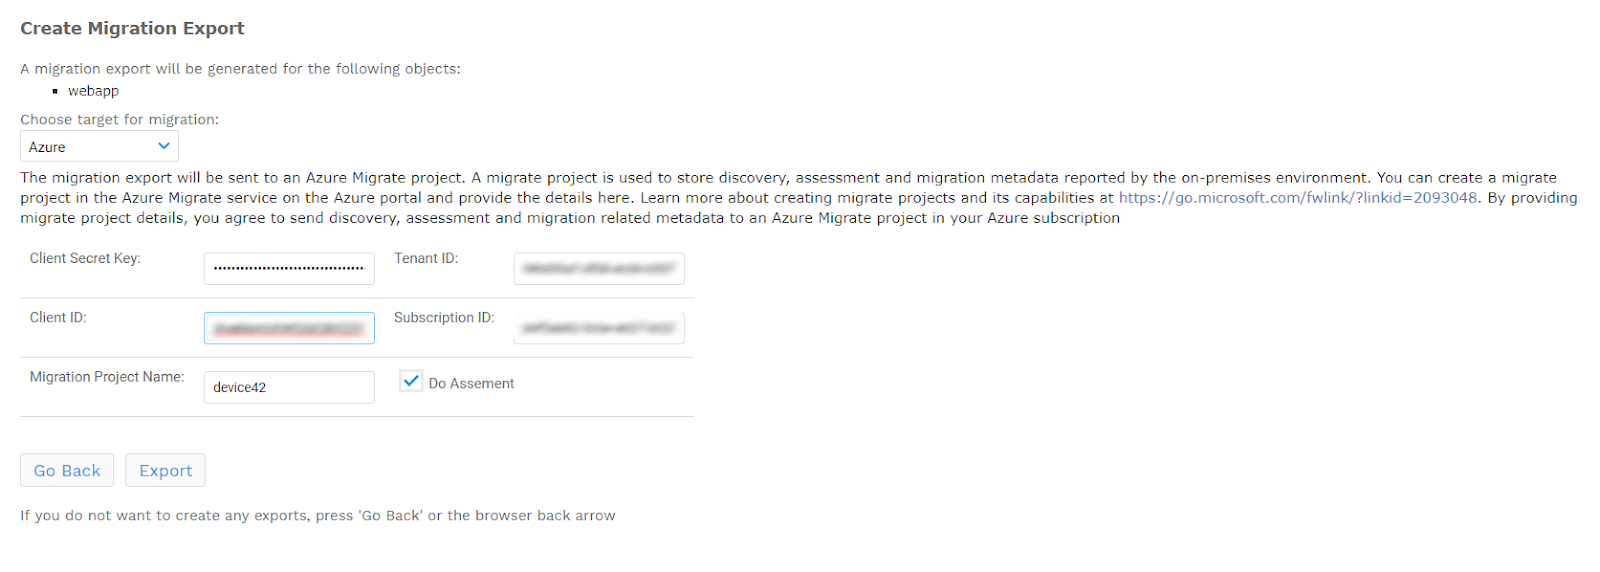 Create Migration Export
A migration export will be generated for the following objects:
webapp
Choose target for migration:
Azure
The migration export will be sent to an Azure Migrate project. A migrate project is used to store discovery, assessment and migration metadata reported by the on-premises environment. You can create a migrate
project in the Azure Migrate service on the Azure portal and provide the details here. Learn more about creating migrate projects and its capabilities at https://go.microsoft.com/fwlink/?linkid=2093048. By providing
migrate project details, you agree to send discovery, assessment and migration related metadata to an Azure Migrate project in your Azure subscription
Client Secret Key: Tenant ID:
Client ID: Subscription ID:
Migration Project Name: device42 Do Assement
Go Back Export
If you do not want to create any exports, press 'Go Back' or the browser back arrow